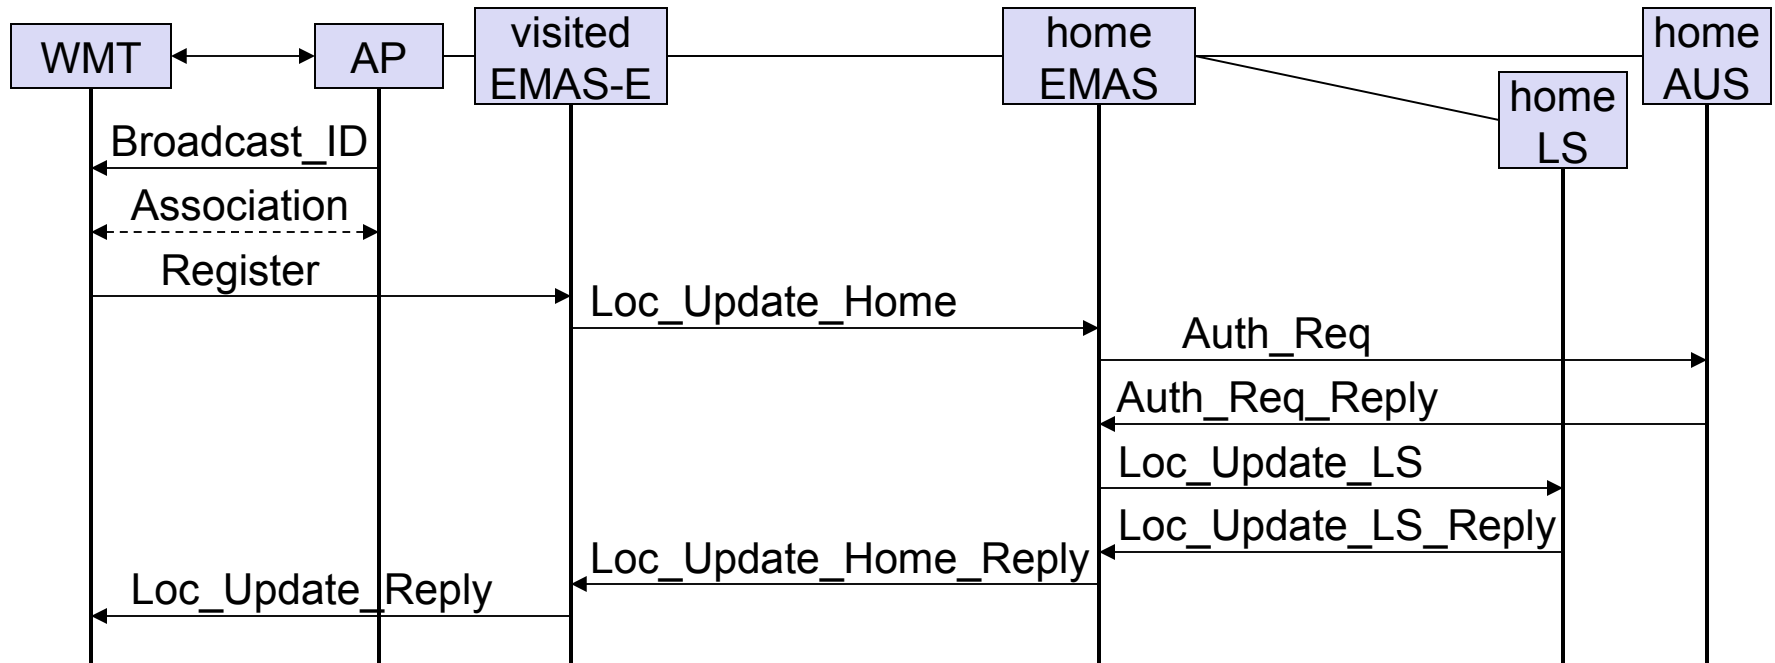 WMT
AP
visited
EMAS-E
home
EMAS
home
AUS
home
LS
Broadcast_ID
Association
Register
Loc_Update_Home
Auth_Req
Auth_Req_Reply
Loc_Update_LS
Loc_Update_LS_Reply
Loc_Update_Home_Reply
Loc_Update_Reply